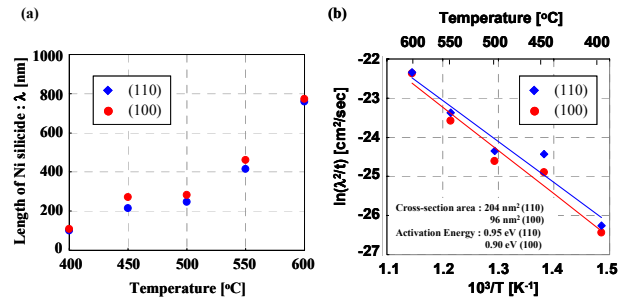 (a)
1000
800
600
400
200
0
400
450
500
550
600
Length of Ni silicide : λ [nm]
Temperature [°C]
(110)
(100)
(b)
Temperature [°C]
600
550
500
450
400
-22
-23
-24
-25
-26
-27
ln(λ²/t) [cm²/sec]
(110)
(100)
Cross-section area : 204 nm² (110)
96 nm² (100)
Activation Energy : 0.95 eV (110)
0.90 eV (100)
1.1
1.2
1.3
1.4
1.5
10³/T [K⁻¹]